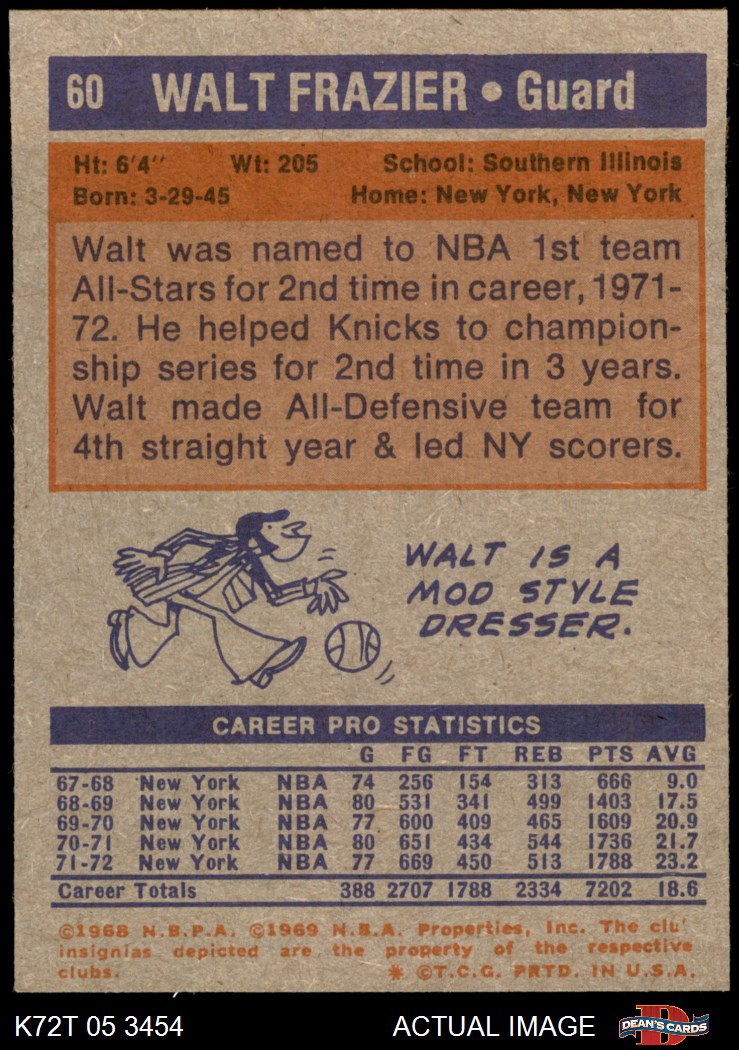 60 WALT FRAZIER • Guard
Ht: 6'4'' Wt: 205 School: Southern Illinois
Born: 3-29-45 Home: New York, New York
Walt was named to NBA 1st team
All-Stars for 2nd time in career, 1971-
72. He helped Knicks to champion-
ship series for 2nd time in 3 years.
Walt made All-Defensive team for
4th straight year & led NY scorers.
WALT IS A
MOD STYLE
DRESSER.
CAREER PRO STATISTICS
G FG FT REB PTS AVG
67-68 New York NBA 74 256 154 313 666 9.0
68-69 New York NBA 80 531 341 499 1403 17.5
69-70 New York NBA 77 600 409 465 1609 20.9
70-71 New York NBA 80 651 434 544 1736 21.7
71-72 New York NBA 77 669 450 513 1788 23.2
Career Totals 388 2707 1788 2334 7202 18.6
©1968 N.B.P.A. ©1969 N.B.A. Properties, Inc. The clu'
insignias depicted are the property of the respective
clubs. * ©T.C.G. PRTD. IN U.S.A.
K72T 05 3454 ACTUAL IMAGE DEAN'S CARDS